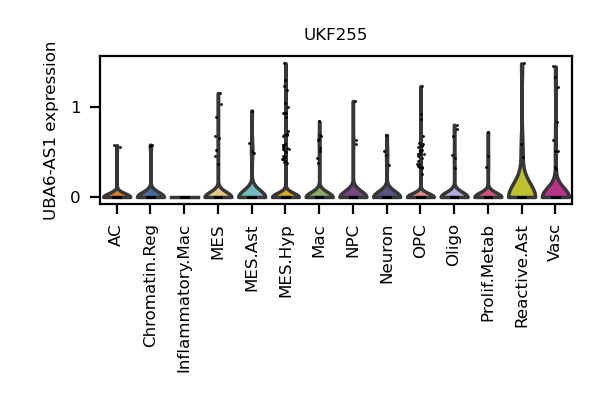 UKF255
UBA6-AS1 expression
1
0
AC
Chromatin.Reg
Inflammatory.Mac
MES
MES.Ast
MES.Hyp
Mac
NPC
Neuron
OPC
Oligo
Prolif.Metab
Reactive.Ast
Vasc